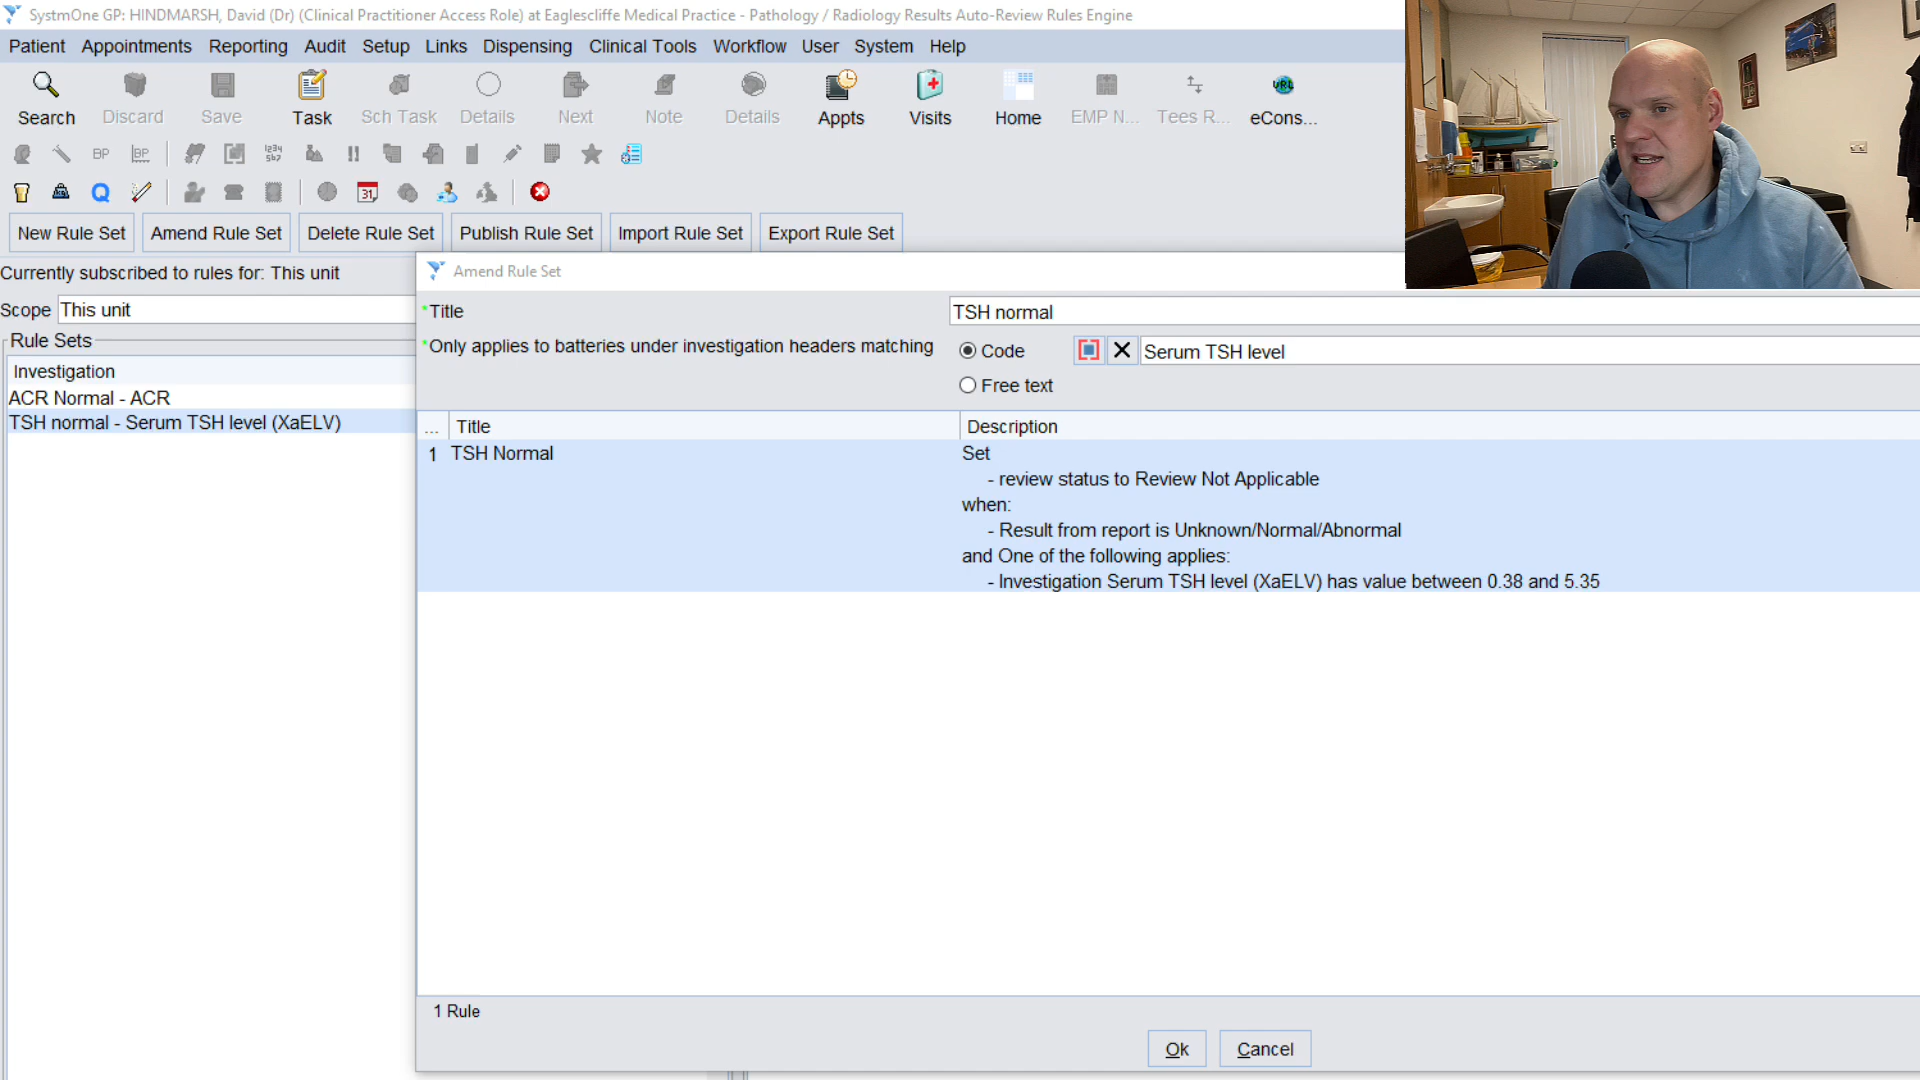 SystmOne GP: HINDMARSH, David (Dr) (Clinical Practitioner Access Role) at Eaglescliffe Medical Practice - Pathology / Radiology Results Auto-Review Rules Engine
Patient Appointments Reporting Audit Setup Links Dispensing Clinical Tools Workflow User System Help
Search Discard Save Task Sch Task Details Next Note Details Appts Visits Home EMP N... Tees R... eCons...
New Rule Set Amend Rule Set Delete Rule Set Publish Rule Set Import Rule Set Export Rule Set
Currently subscribed to rules for: This unit
Scope This unit
Rule Sets
Investigation
ACR Normal - ACR
TSH normal - Serum TSH level (XaELV)
Amend Rule Set
Title TSH normal
Only applies to batteries under investigation headers matching Code Serum TSH level
Free text
... Title Description
1 TSH Normal Set
- review status to Review Not Applicable
when:
- Result from report is Unknown/Normal/Abnormal
and One of the following applies:
- Investigation Serum TSH level (XaELV) has value between 0.38 and 5.35
1 Rule
Ok Cancel